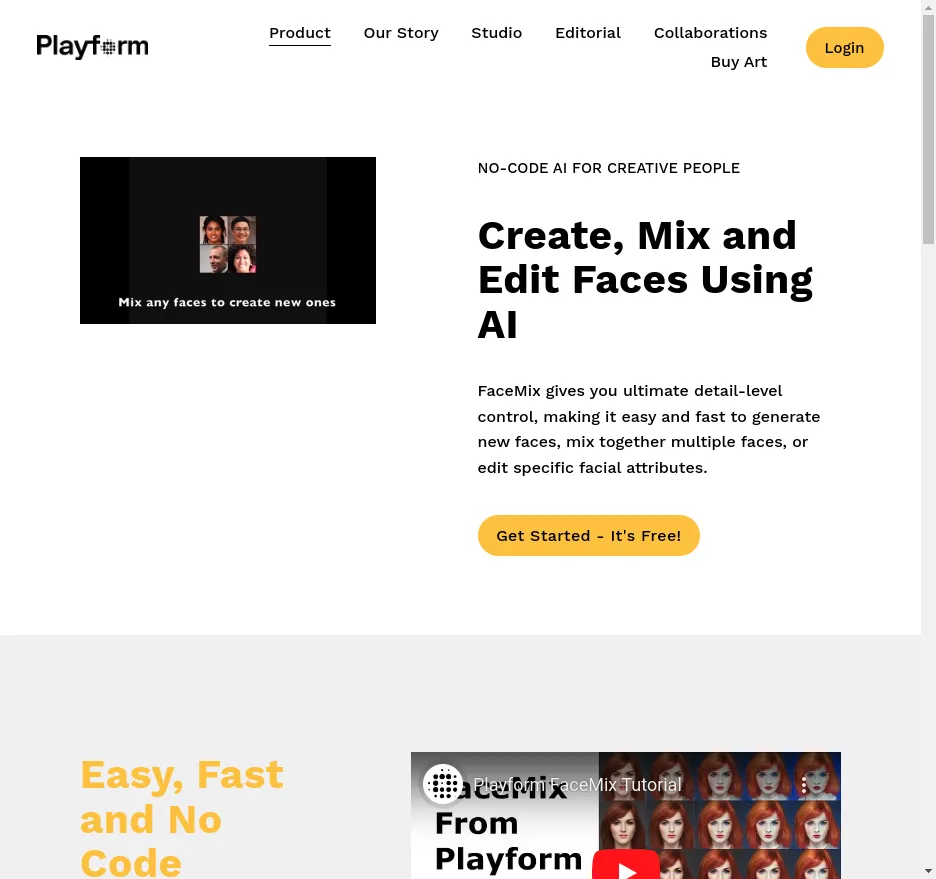 Playform
Product
Our Story
Studio
Editorial
Collaborations
Buy Art
Login
Mix any faces to create new ones
NO-CODE AI FOR CREATIVE PEOPLE
Create, Mix and
Edit Faces Using
AI
FaceMix gives you ultimate detail-level
control, making it easy and fast to generate
new faces, mix together multiple faces, or
edit specific facial attributes.
Get Started - It's Free!
Easy, Fast
and No
Code
Playform FaceMix Tutorial
FaceMix
From
Playform